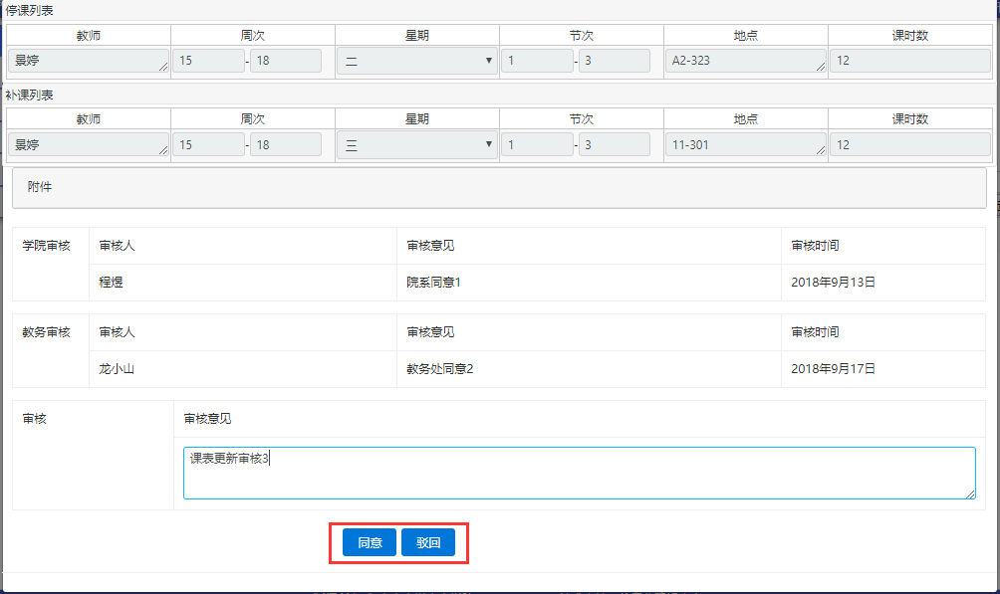 停课列表
教师 周次 星期 节次 地点 课时数
景婷 15 - 18 二 1 - 3 A2-323 12
补课列表
教师 周次 星期 节次 地点 课时数
景婷 15 - 18 三 1 - 3 11-301 12
附件
学院审核 审核人 审核意见 审核时间
程煜 院系同意1 2018年9月13日
教务审核 审核人 审核意见 审核时间
龙小山 教务处同意2 2018年9月17日
审核 审核意见
课表更新审核3
同意 驳回